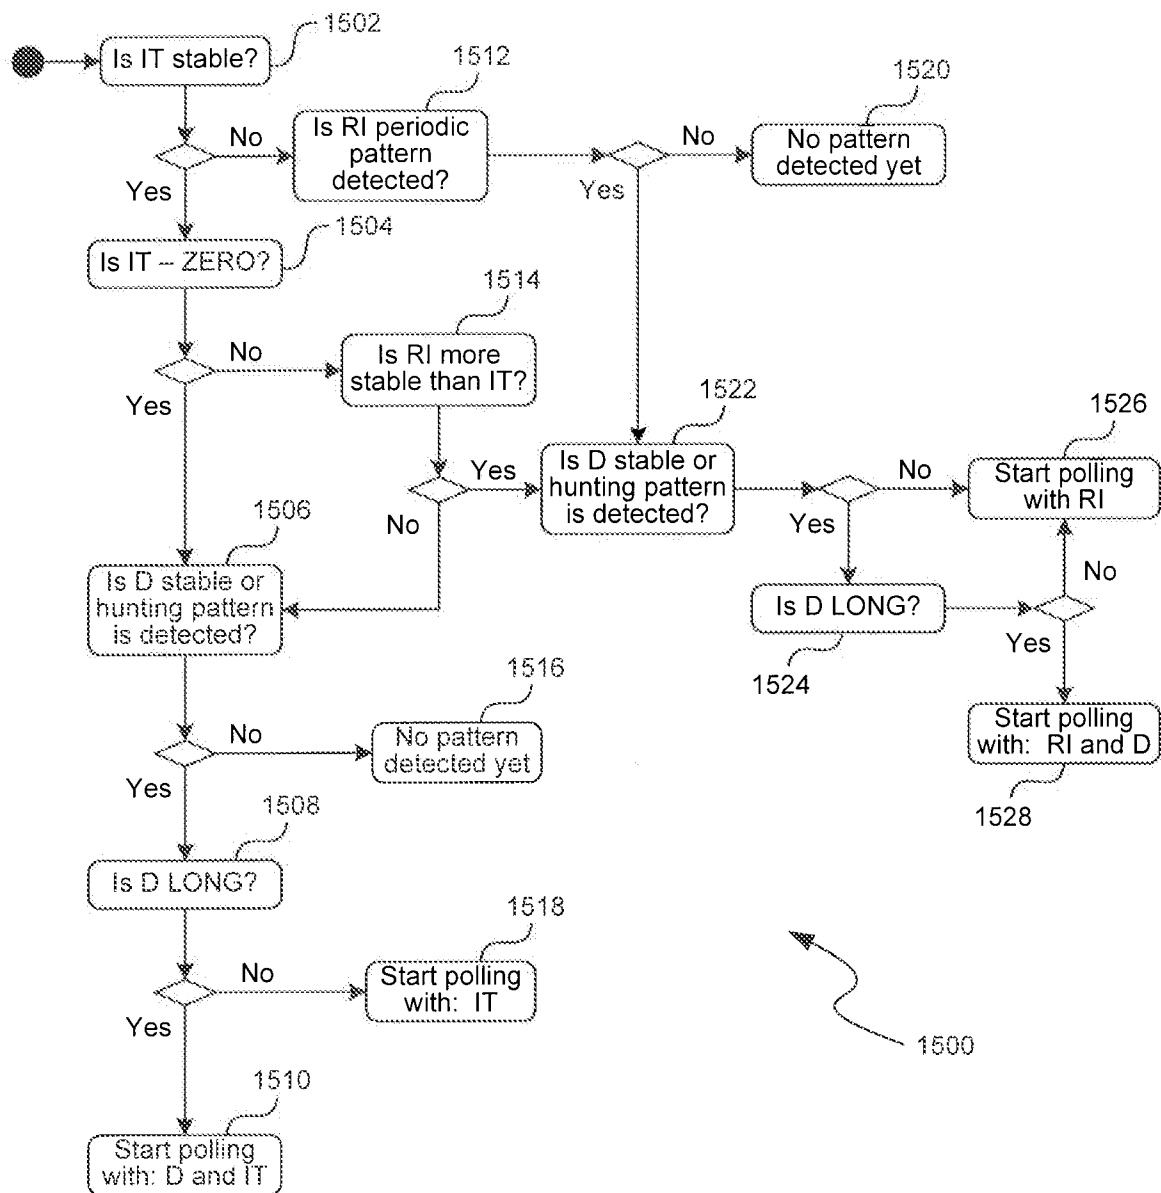 1502
Is IT stable?
1512
1520
No
Is RI periodic
pattern
detected?
No
No pattern
detected yet
Yes
Yes
1504
Is IT – ZERO?
1514
No
Is RI more
stable than IT?
Yes
1522
1526
Yes
Is D stable or
hunting pattern
is detected?
No
Start polling
with RI
1506
No
Yes
Is D stable or
hunting pattern
is detected?
No
Is D LONG?
Yes
1524
1516
Start polling
with: RI and D
No
No pattern
detected yet
Yes
1528
1508
Is D LONG?
1518
No
Start polling
with: IT
Yes
1500
1510
Start polling
with: D and IT